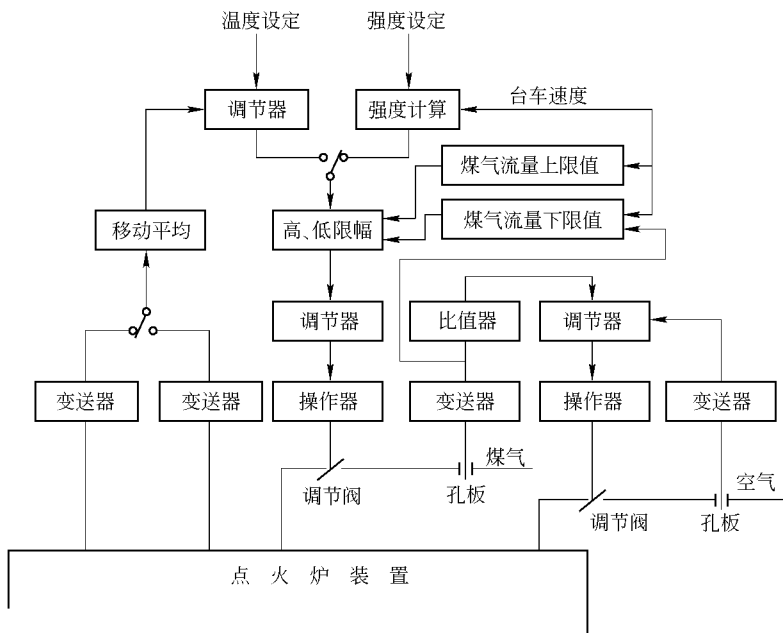 温度设定
强度设定
调节器
强度计算
台车速度
煤气流量上限值
移动平均
高、低限幅
煤气流量下限值
调节器
比值器
调节器
变送器
变送器
操作器
变送器
操作器
变送器
煤气
调节阀
孔板
空气
调节阀
孔板
点火炉装置